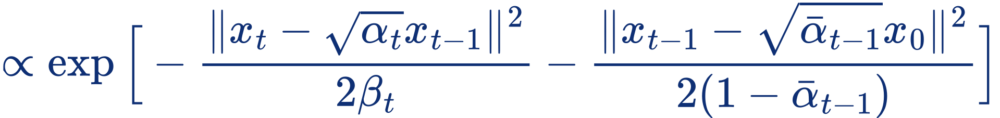 ∝ exp [ − ‖x_t − √α_t x_{t−1}‖² / 2β_t − ‖x_{t−1} − √ᾱ_{t−1} x_0‖² / 2(1 − ᾱ_{t−1}) ]